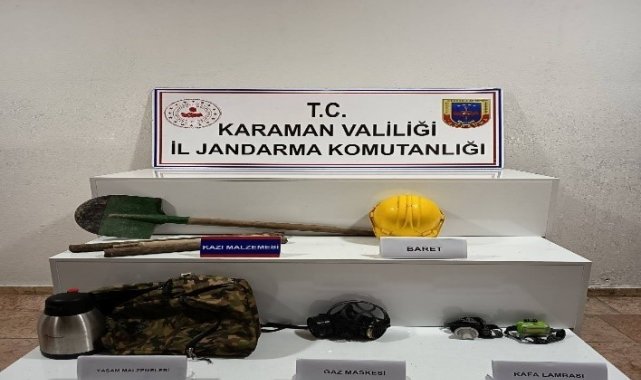 T.C.
KARAMAN VALİLİĞİ
İL JANDARMA KOMUTANLIĞI
KAZI MALZEMESİ
BARET
YAŞAM MALZEMELERİ
GAZ MASKESİ
KAFA LAMBASI